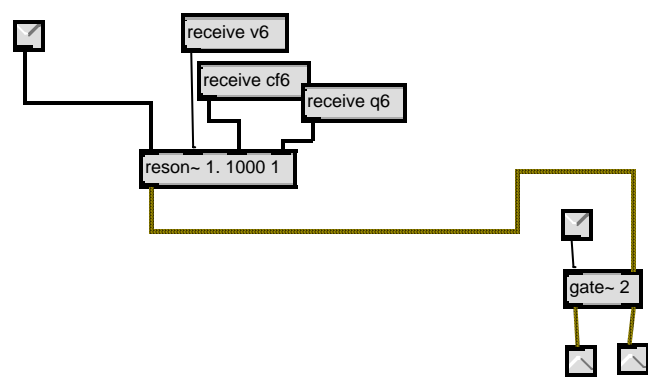 receive v6
receive cf6
receive q6
reson~ 1. 1000 1
gate~ 2